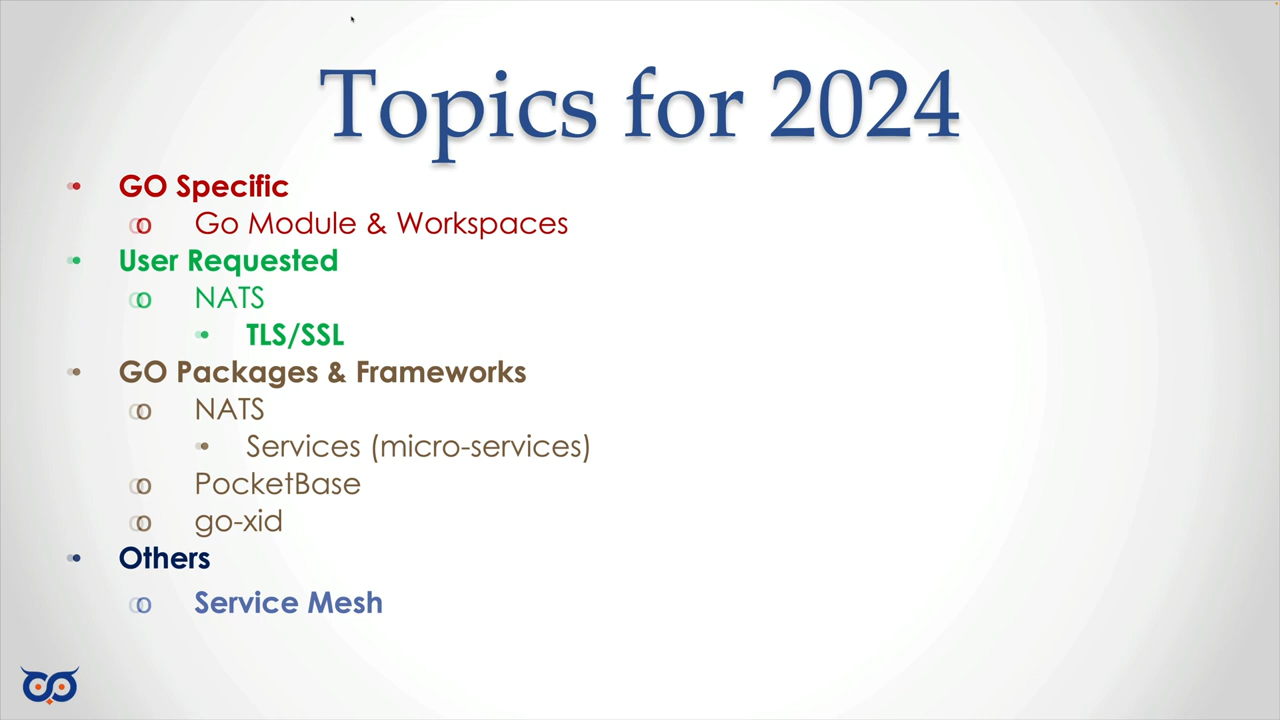 Topics for 2024
GO Specific
Go Module & Workspaces
User Requested
NATS
TLS/SSL
GO Packages & Frameworks
NATS
Services (micro-services)
PocketBase
go-xid
Others
Service Mesh